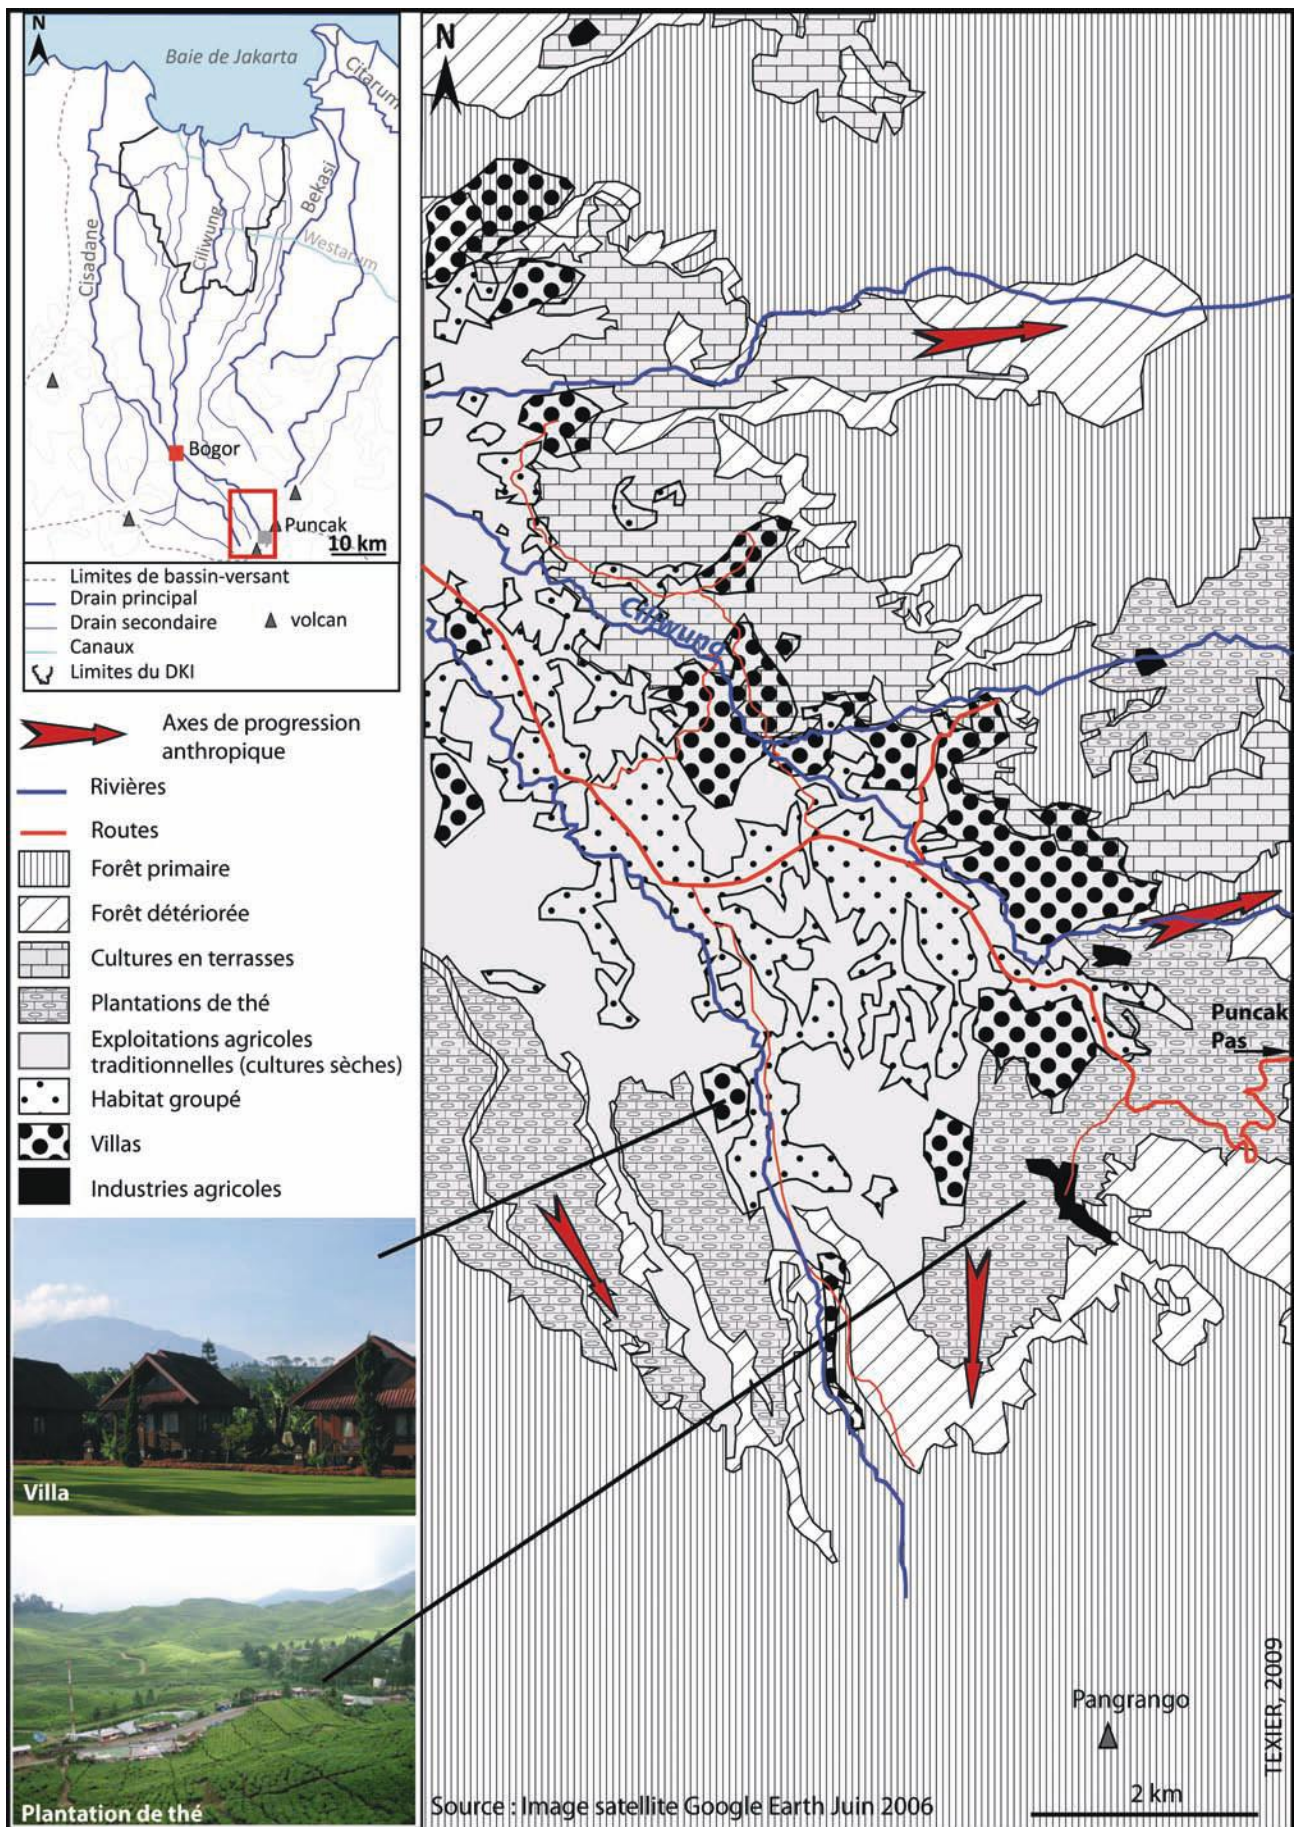 N
Baie de Jakarta
Citarum
Cisadane
Ciliwung
Bekasi
Westarum
Bogor
Puncak
10 km
Limites de bassin-versant
Drain principal
Drain secondaire
volcan
Canaux
Limites du DKI
Axes de progression
anthropique
Rivières
Routes
Forêt primaire
Forêt détériorée
Cultures en terrasses
Plantations de thé
Exploitations agricoles
traditionnelles (cultures sèches)
Habitat groupé
Villas
Industries agricoles
Villa
Plantation de thé
N
Ciliwung
Puncak
Pas
Pangrango
2 km
Source : Image satellite Google Earth Juin 2006
TEXIER, 2009